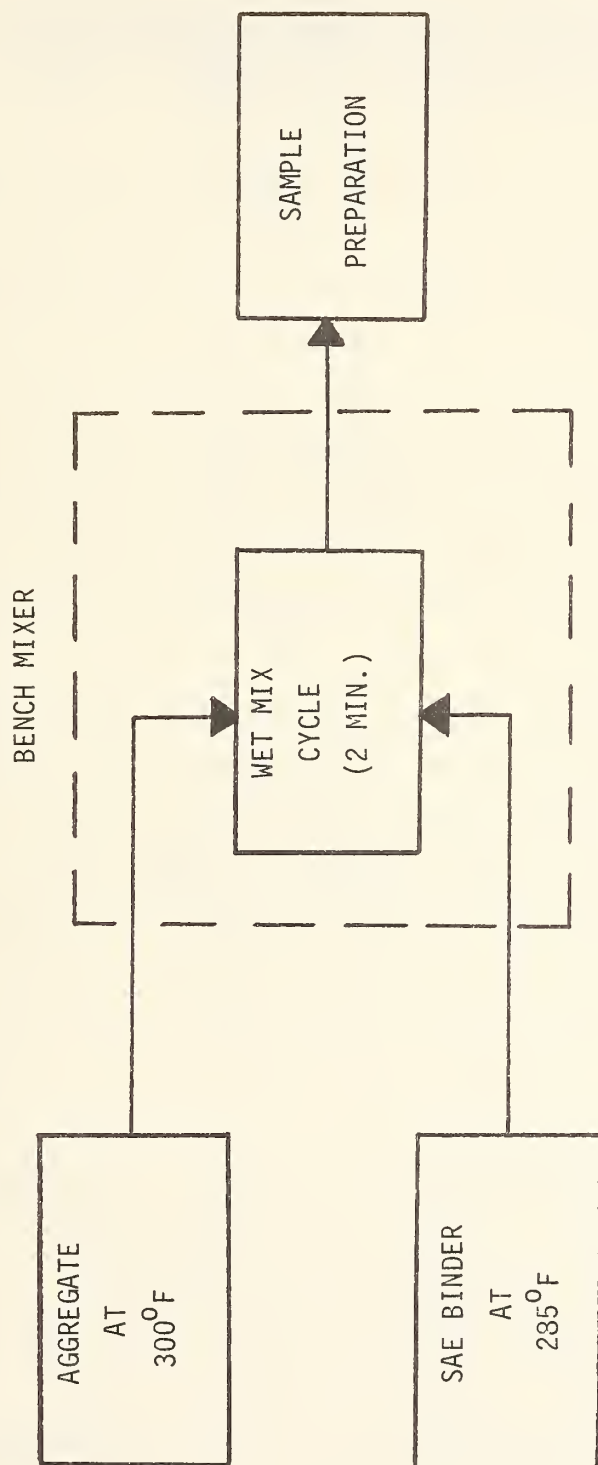 BENCH MIXER
AGGREGATE
AT
300°F
SAE BINDER
AT
285°F
WET MIX
CYCLE
(2 MIN.)
SAMPLE
PREPARATION